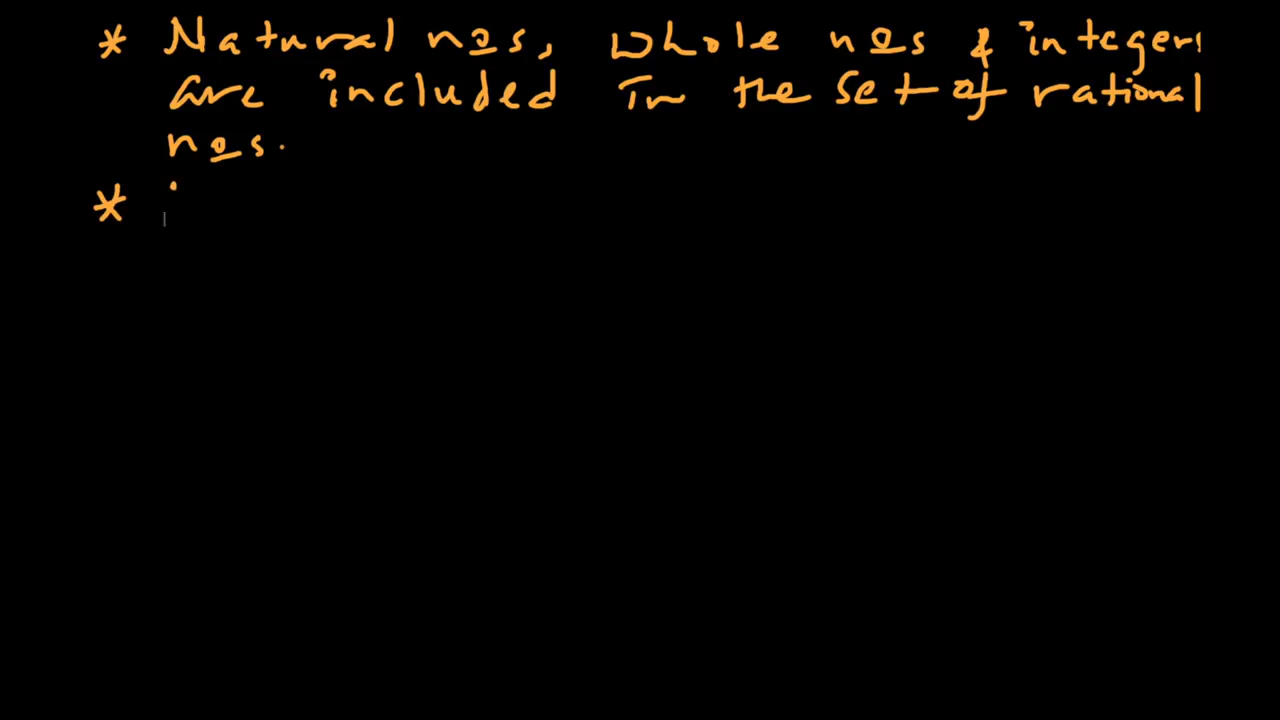 * Natural nos, whole nos & integers
are included in the set of rational
nos.
*